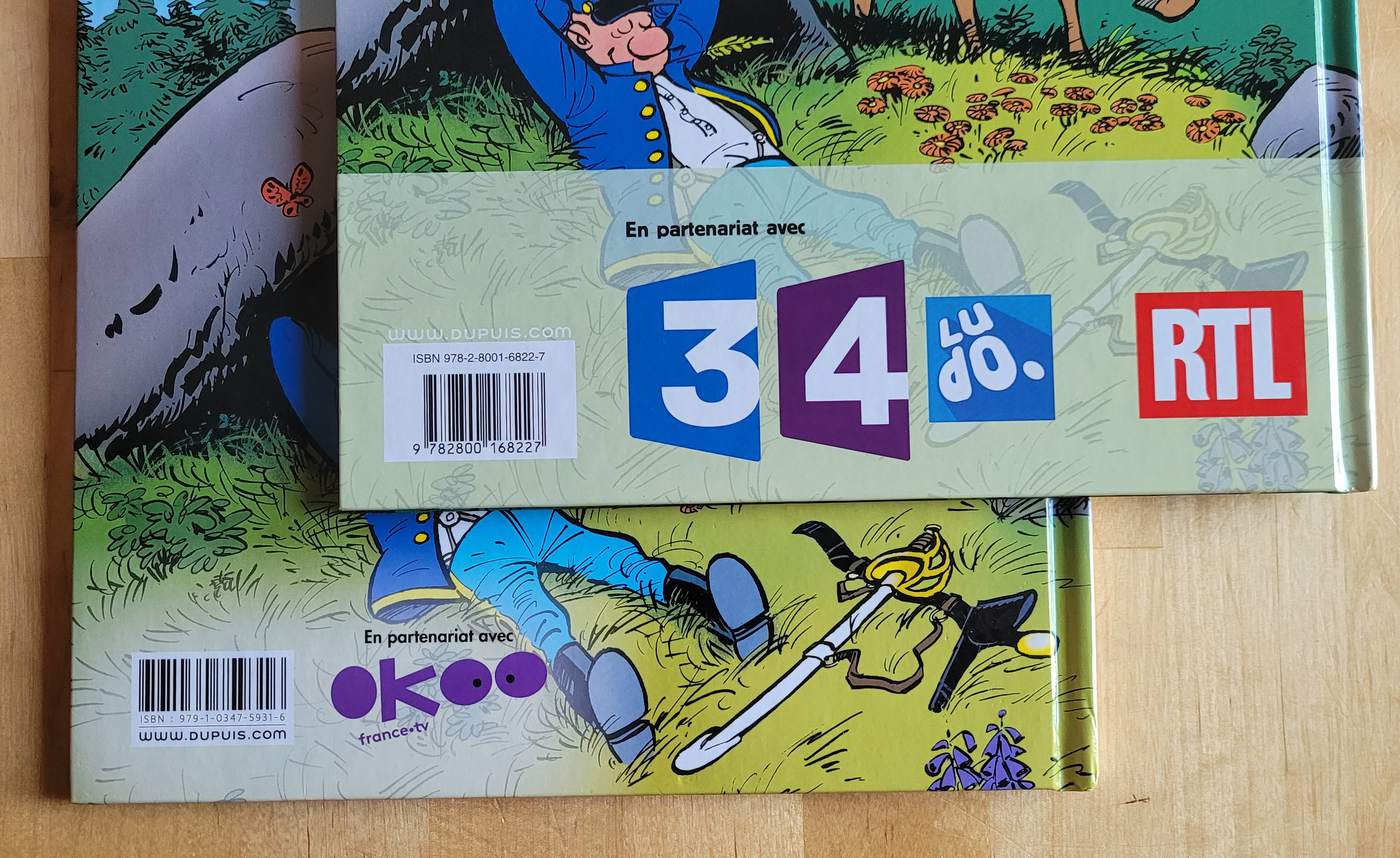 En partenariat avec
www.DUPUIS.com
ISBN 978-2-8001-6822-7
9 782800 168227
3
4
LU
DO.
RTL
En partenariat avec
okoo
france•tv
ISBN : 979-1-0347-5931-6
www.DUPUIS.com